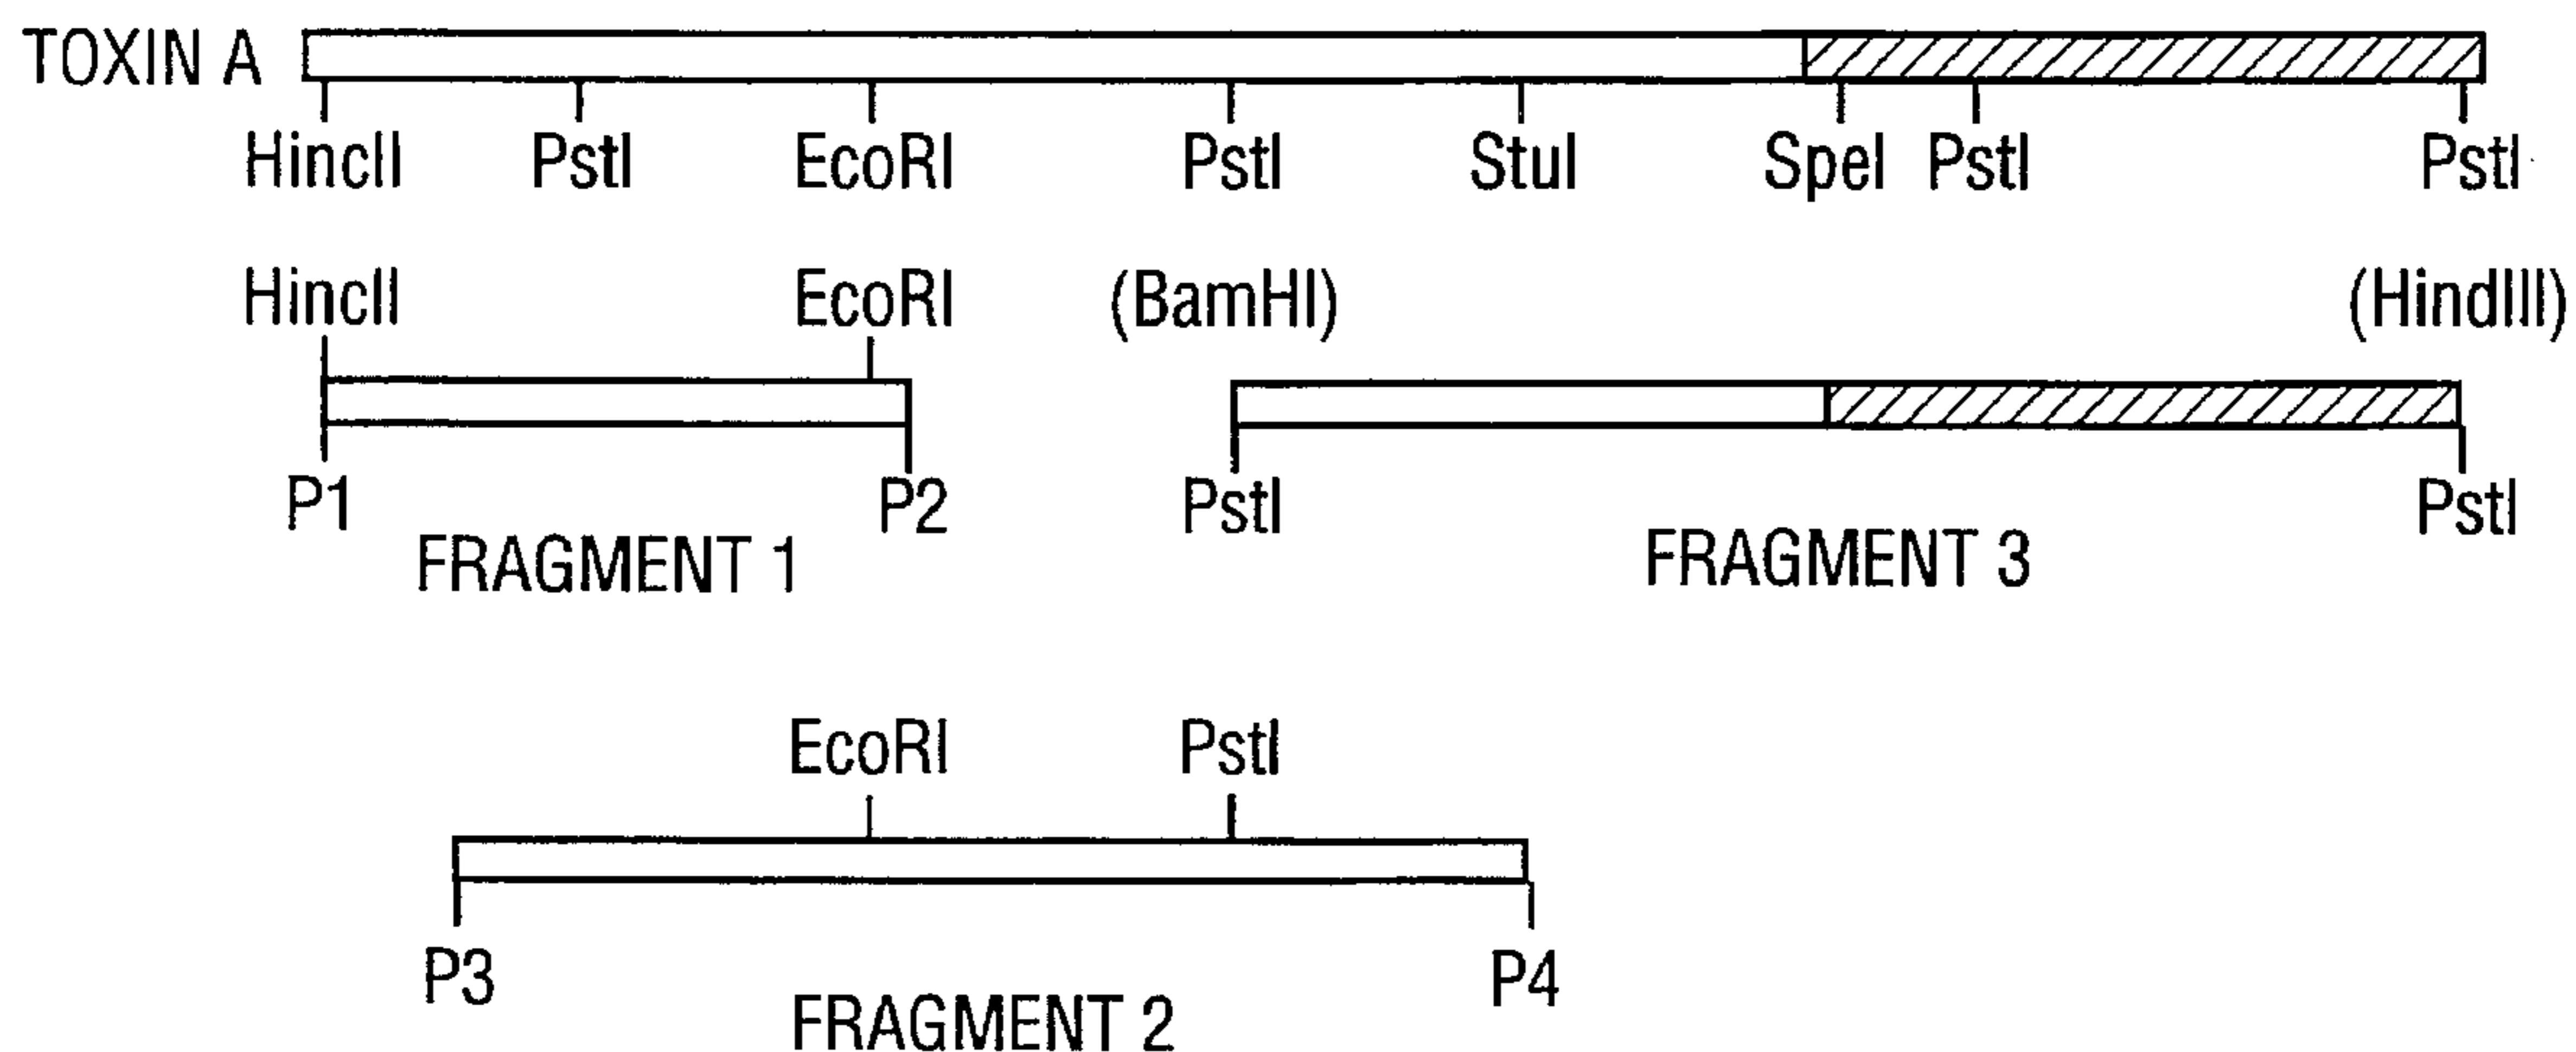 TOXIN A
HincII PstI EcoRI PstI StuI SpeI PstI PstI
HincII EcoRI (BamHI) (HindIII)
P1 P2 PstI PstI
FRAGMENT 1 FRAGMENT 3
EcoRI PstI
P3 P4
FRAGMENT 2